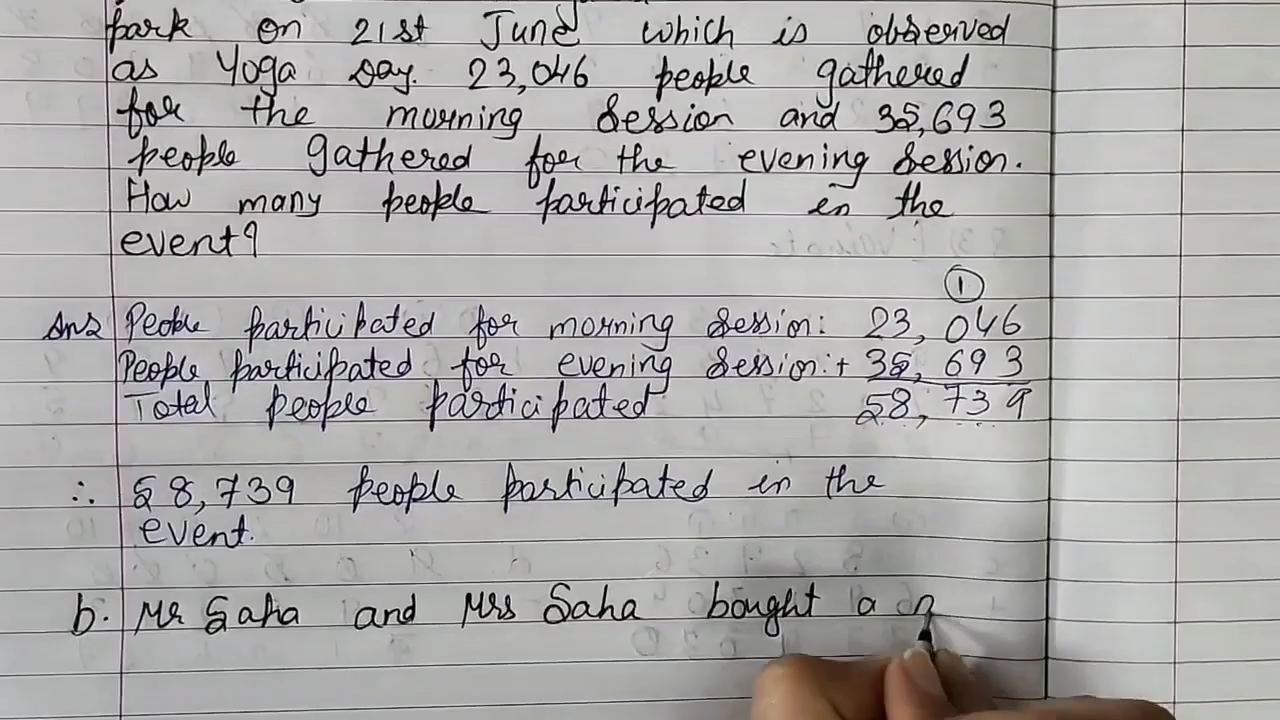 park on 21st June which is observed
as Yoga Day. 23,046 people gathered
for the morning session and 35,693
people gathered for the evening session.
How many people participated in the
event?
1
Ans People participated for morning session: 23,046
People participated for evening session: + 35,693
Total people participated 58,739
∴ 58,739 people participated in the
event.
b. Mr Saha and Mrs Saha bought a n